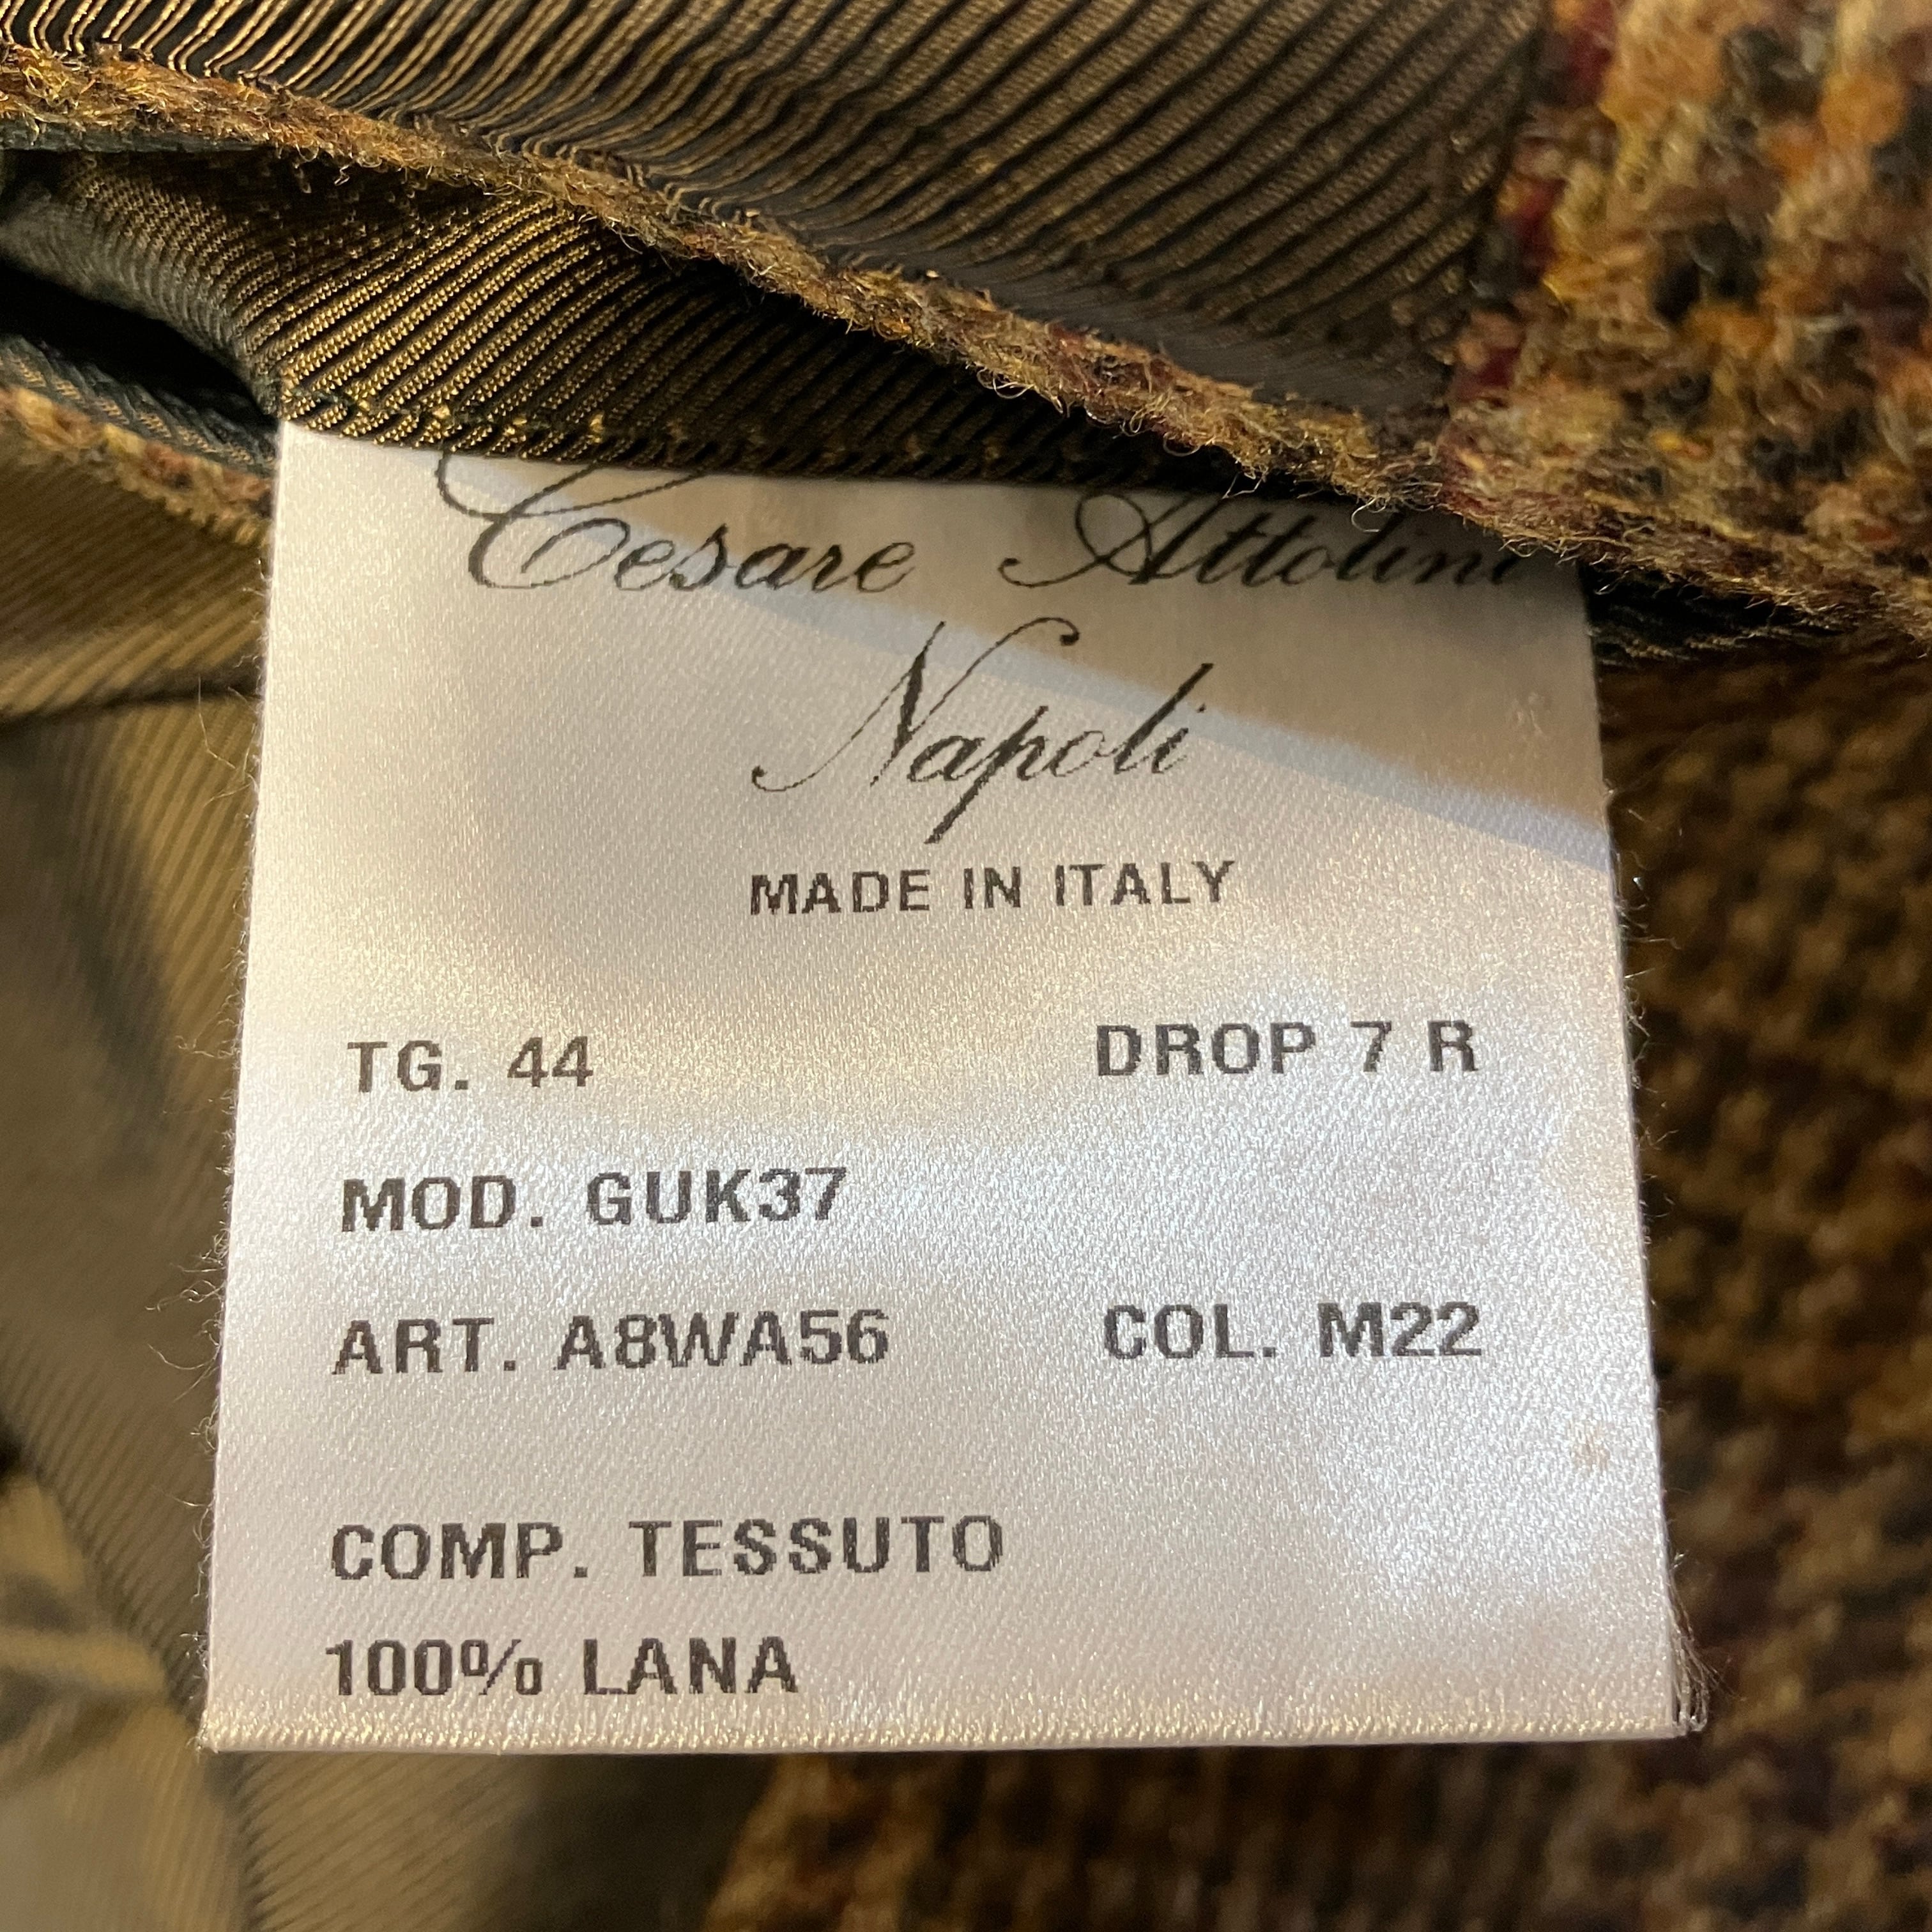 Cesare Attolini
Napoli
MADE IN ITALY
TG. 44 DROP 7 R
MOD. GUK37
ART. A8WA56 COL. M22
COMP. TESSUTO
100% LANA